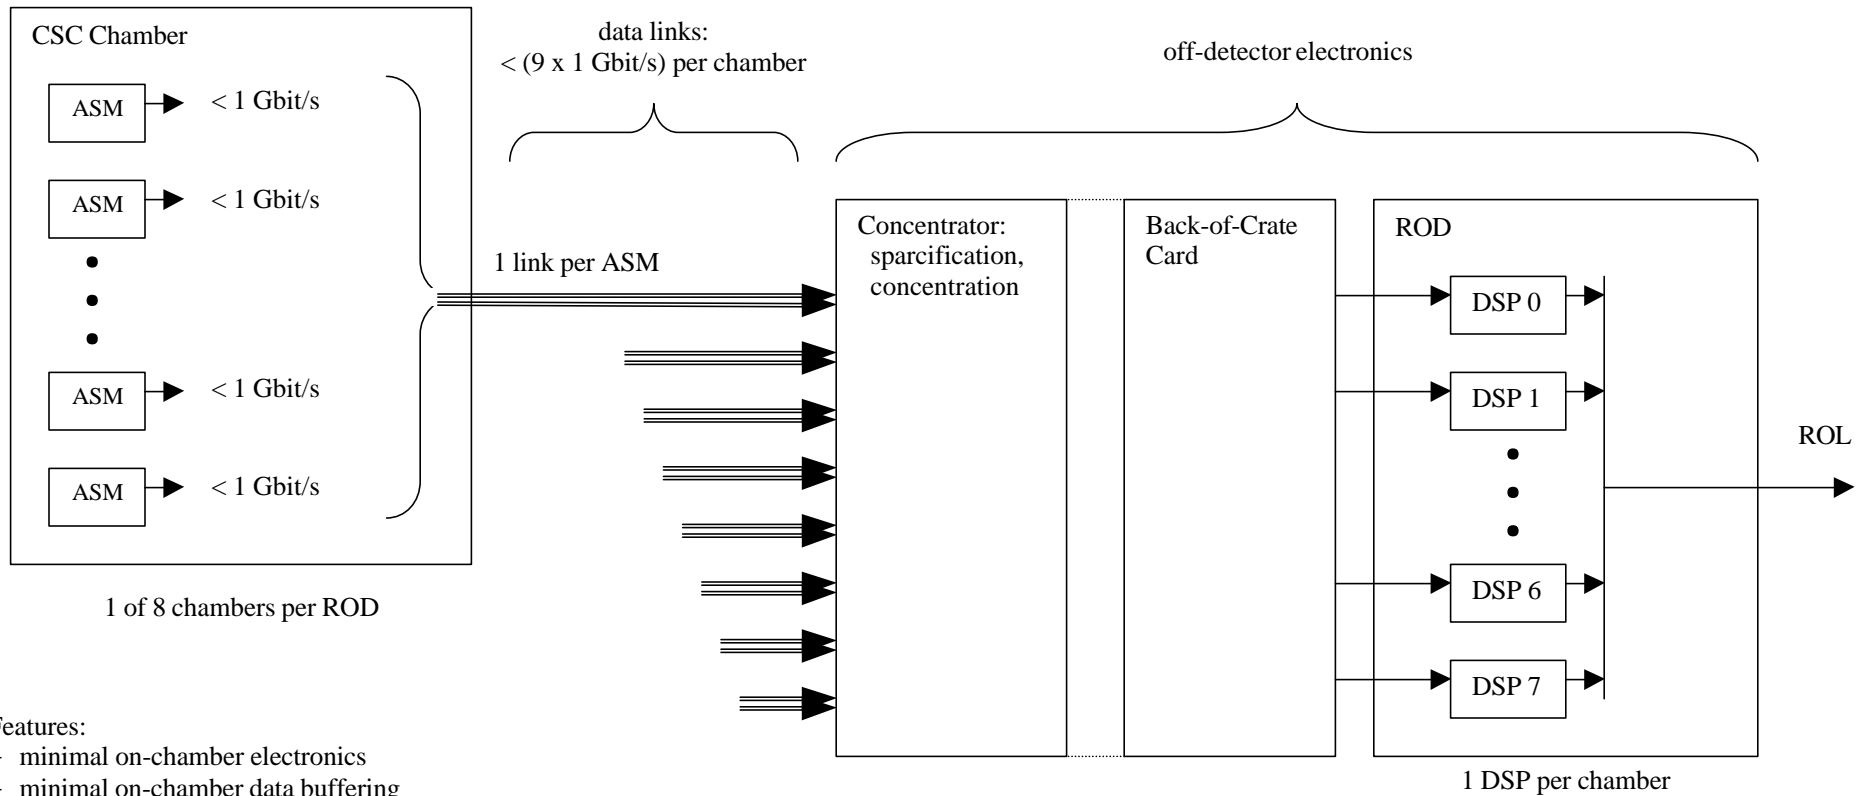 CSC Chamber
ASM
< 1 Gbit/s
ASM
< 1 Gbit/s
ASM
< 1 Gbit/s
ASM
< 1 Gbit/s
1 of 8 chambers per ROD
data links:
< (9 x 1 Gbit/s) per chamber
1 link per ASM
off-detector electronics
Concentrator:
sparcification,
concentration
Back-of-Crate
Card
ROD
DSP 0
DSP 1
DSP 6
DSP 7
ROL
1 DSP per chamber
eatures:
- minimal on-chamber electronics
- minimal on-chamber data buffering